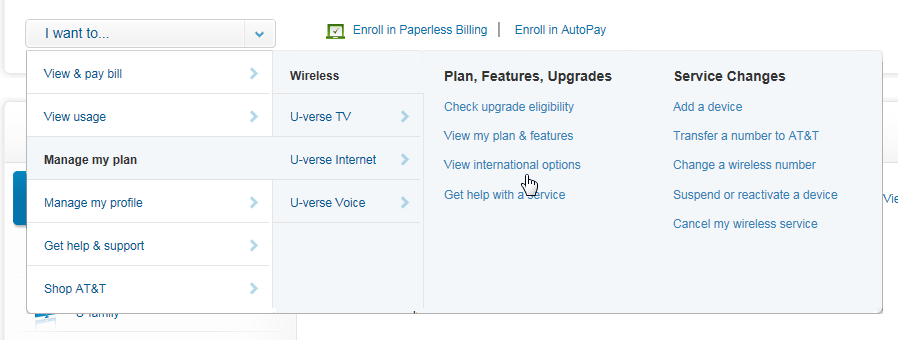 I want to...
Enroll in Paperless Billing
Enroll in AutoPay
View & pay bill
View usage
Manage my plan
Manage my profile
Get help & support
Shop AT&T
Wireless
U-verse TV
U-verse Internet
U-verse Voice
Plan, Features, Upgrades
Check upgrade eligibility
View my plan & features
View international options
Get help with a service
Service Changes
Add a device
Transfer a number to AT&T
Change a wireless number
Suspend or reactivate a device
Cancel my wireless service